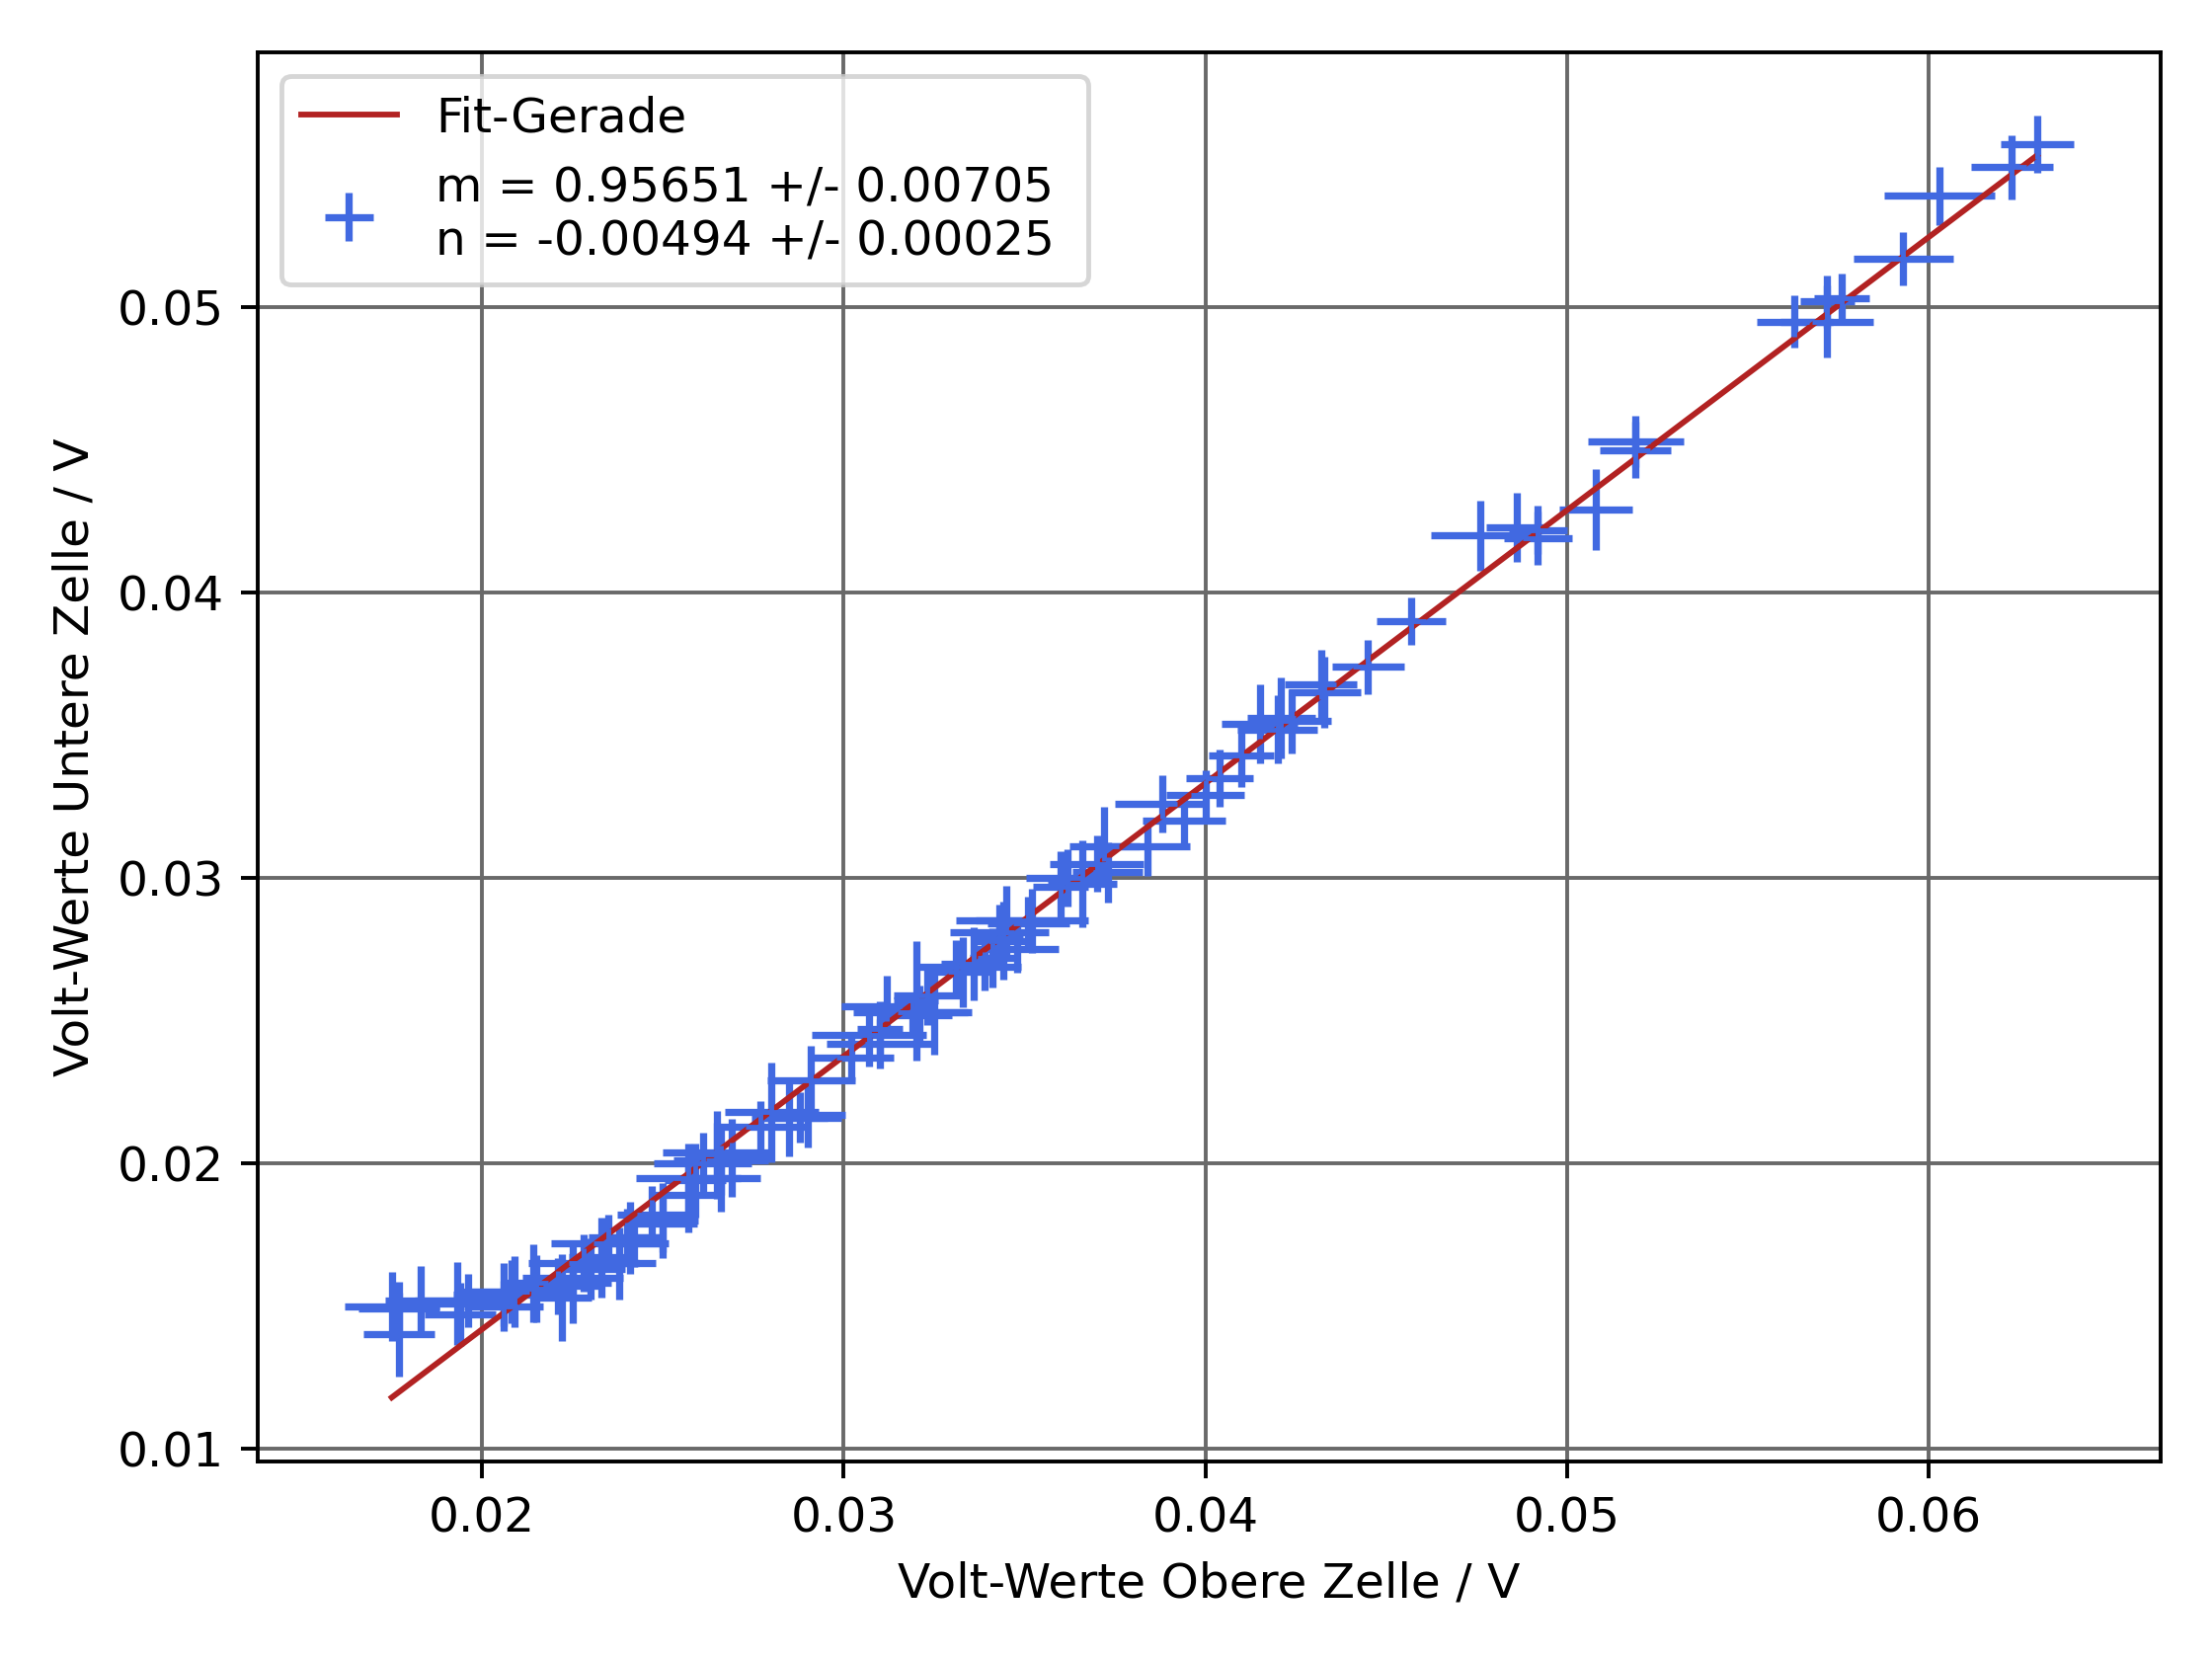 Fit-Gerade
m = 0.95651 +/- 0.00705
n = -0.00494 +/- 0.00025
0.05
0.04
0.03
0.02
0.01
Volt-Werte Untere Zelle / V
0.02 0.03 0.04 0.05 0.06
Volt-Werte Obere Zelle / V